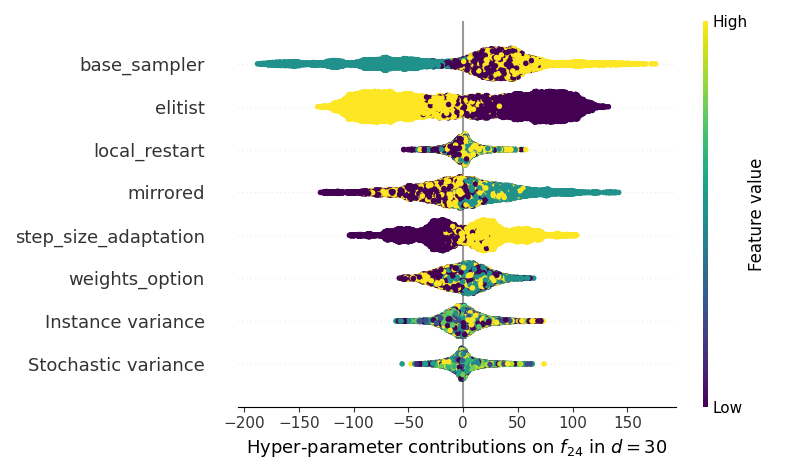 High
base_sampler
elitist
local_restart
mirrored
step_size_adaptation
weights_option
Instance variance
Stochastic variance
Feature value
Low
−200 −150 −100 −50 0 50 100 150
Hyper-parameter contributions on f24 in d = 30